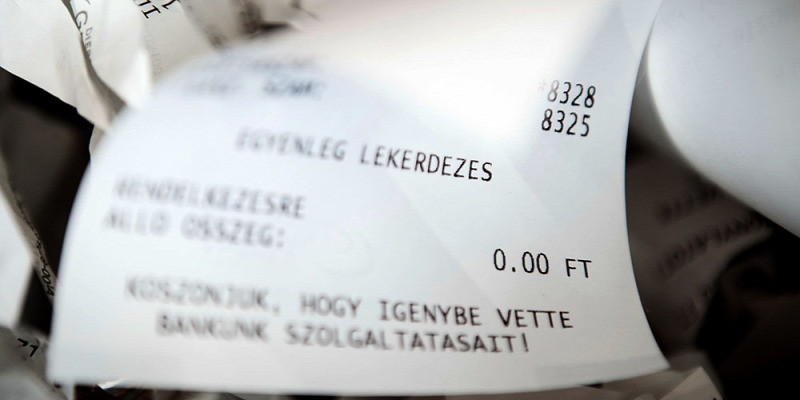 *8328
8325
EGYENLEG LEKERDEZES
RENDELKEZESRE
ALLO OSSZEG:
0.00 FT
KOSZONJUK, HOGY IGENYBE VETTE
BANKUNK SZOLGALTATASAIT!